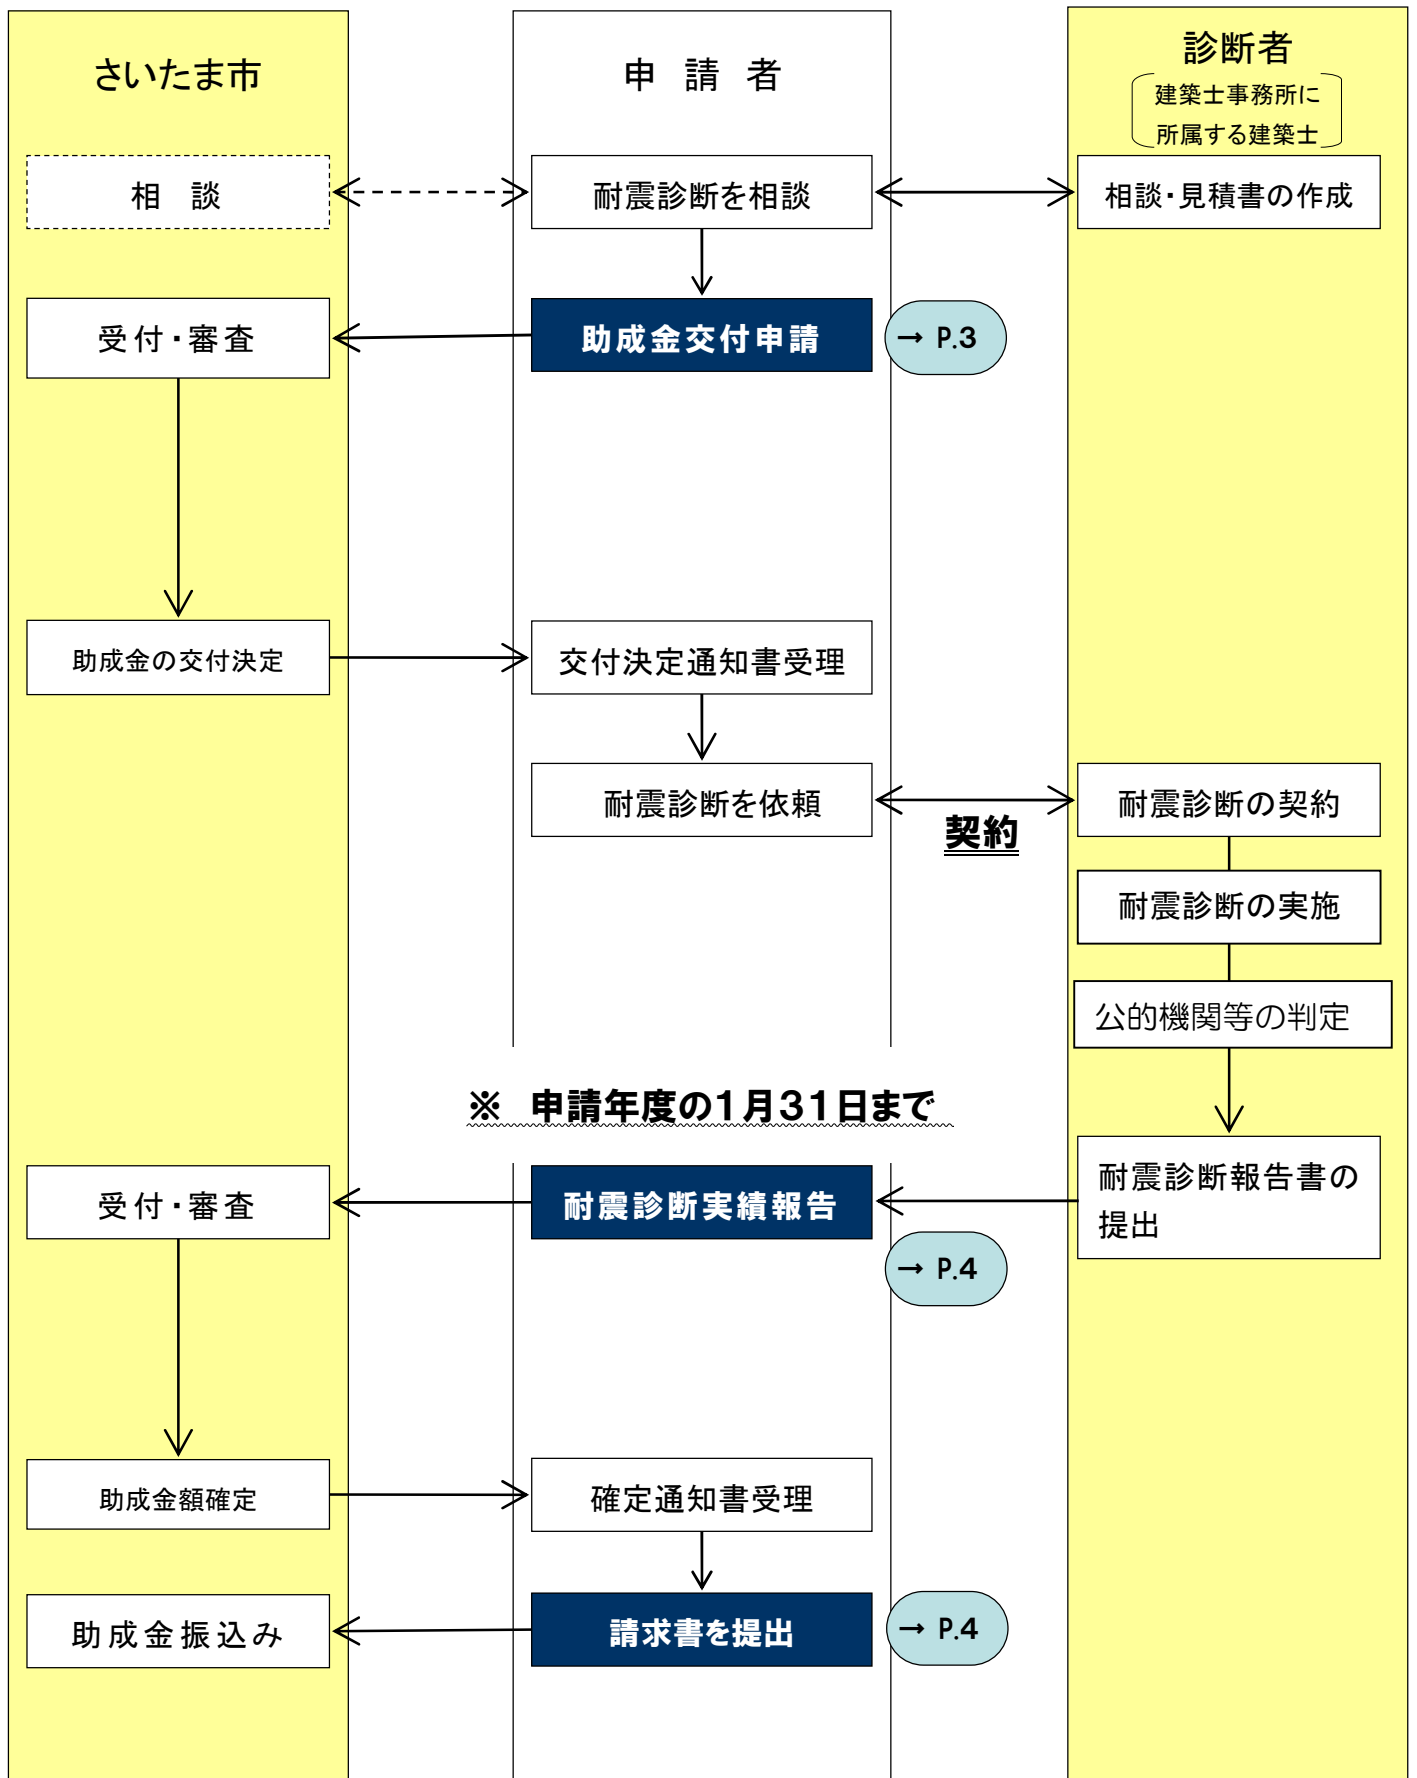 さいたま市
申 請 者
診断者
建築士事務所に
所属する建築士
相 談
耐震診断を相談
相談・見積書の作成
受付・審査
助成金交付申請
→ P.3
助成金の交付決定
交付決定通知書受理
耐震診断を依頼
契約
耐震診断の契約
耐震診断の実施
公的機関等の判定
※ 申請年度の1月31日まで
受付・審査
耐震診断実績報告
耐震診断報告書の
提出
→ P.4
助成金額確定
確定通知書受理
助成金振込み
請求書を提出
→ P.4